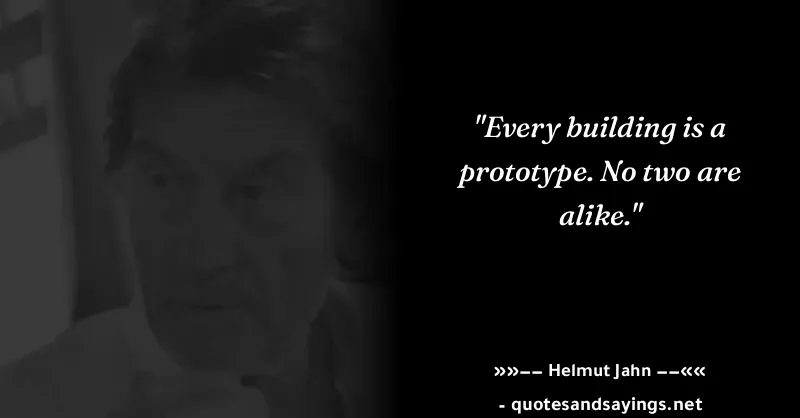 "Every building is a
prototype. No two are
alike."
»»−− Helmut Jahn −−««
- quotesandsayings.net